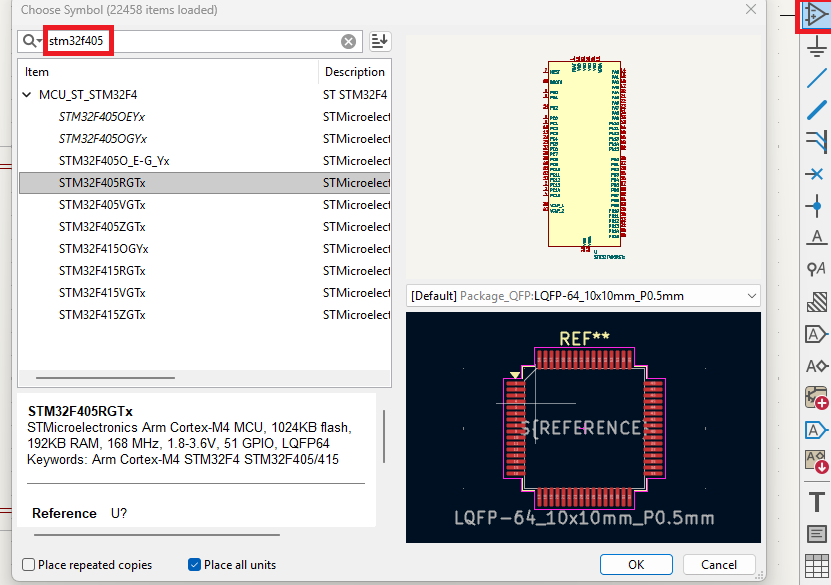 Choose Symbol (22458 items loaded)
stm32f405
Item Description
MCU_ST_STM32F4 ST STM32F4
STM32F405OEYx STMicroelect
STM32F405OGYx STMicroelect
STM32F405O_E-G_Yx STMicroelect
STM32F405RGTx STMicroelect
STM32F405VGTx STMicroelect
STM32F405ZGTx STMicroelect
STM32F415OGYx STMicroelect
STM32F415RGTx STMicroelect
STM32F415VGTx STMicroelect
STM32F415ZGTx STMicroelect
[Default] Package_QFP:LQFP-64_10x10mm_P0.5mm
REF**
${REFERENCE}
LQFP-64_10x10mm_P0.5mm
STM32F405RGTx
STMicroelectronics Arm Cortex-M4 MCU, 1024KB flash,
192KB RAM, 168 MHz, 1.8-3.6V, 51 GPIO, LQFP64
Keywords: Arm Cortex-M4 STM32F4 STM32F405/415
Reference U?
Place repeated copies
Place all units
OK
Cancel
A
A
A
A
A
A
T